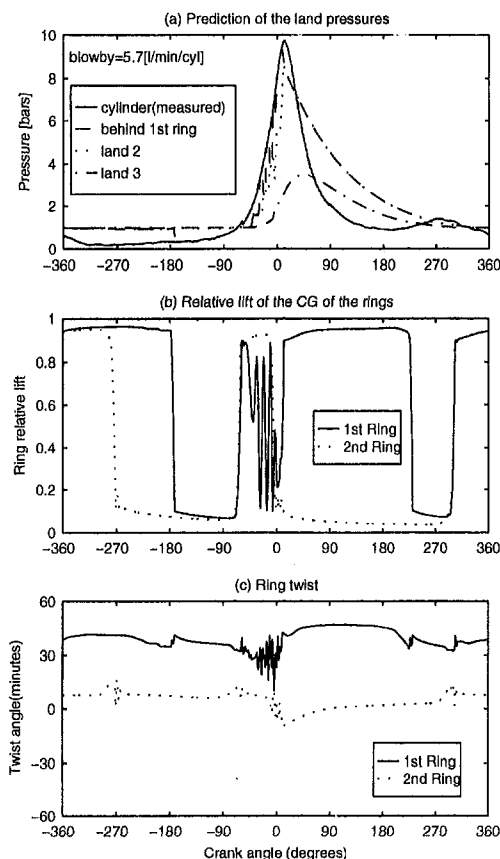 (a) Prediction of the land pressures
10
8
6
4
2
0
Pressure [bars]
blowby=5.7[l/min/cyl]
cylinder(measured)
behind 1st ring
land 2
land 3
-360 -270 -180 -90 0 90 180 270 360
(b) Relative lift of the CG of the rings
1
0.8
0.6
0.4
0.2
0
Ring relative lift
1st Ring
2nd Ring
-360 -270 -180 -90 0 90 180 270 360
(c) Ring twist
60
30
0
-30
-60
Twist angle(minutes)
1st Ring
2nd Ring
-360 -270 -180 -90 0 90 180 270 360
Crank angle (degrees)